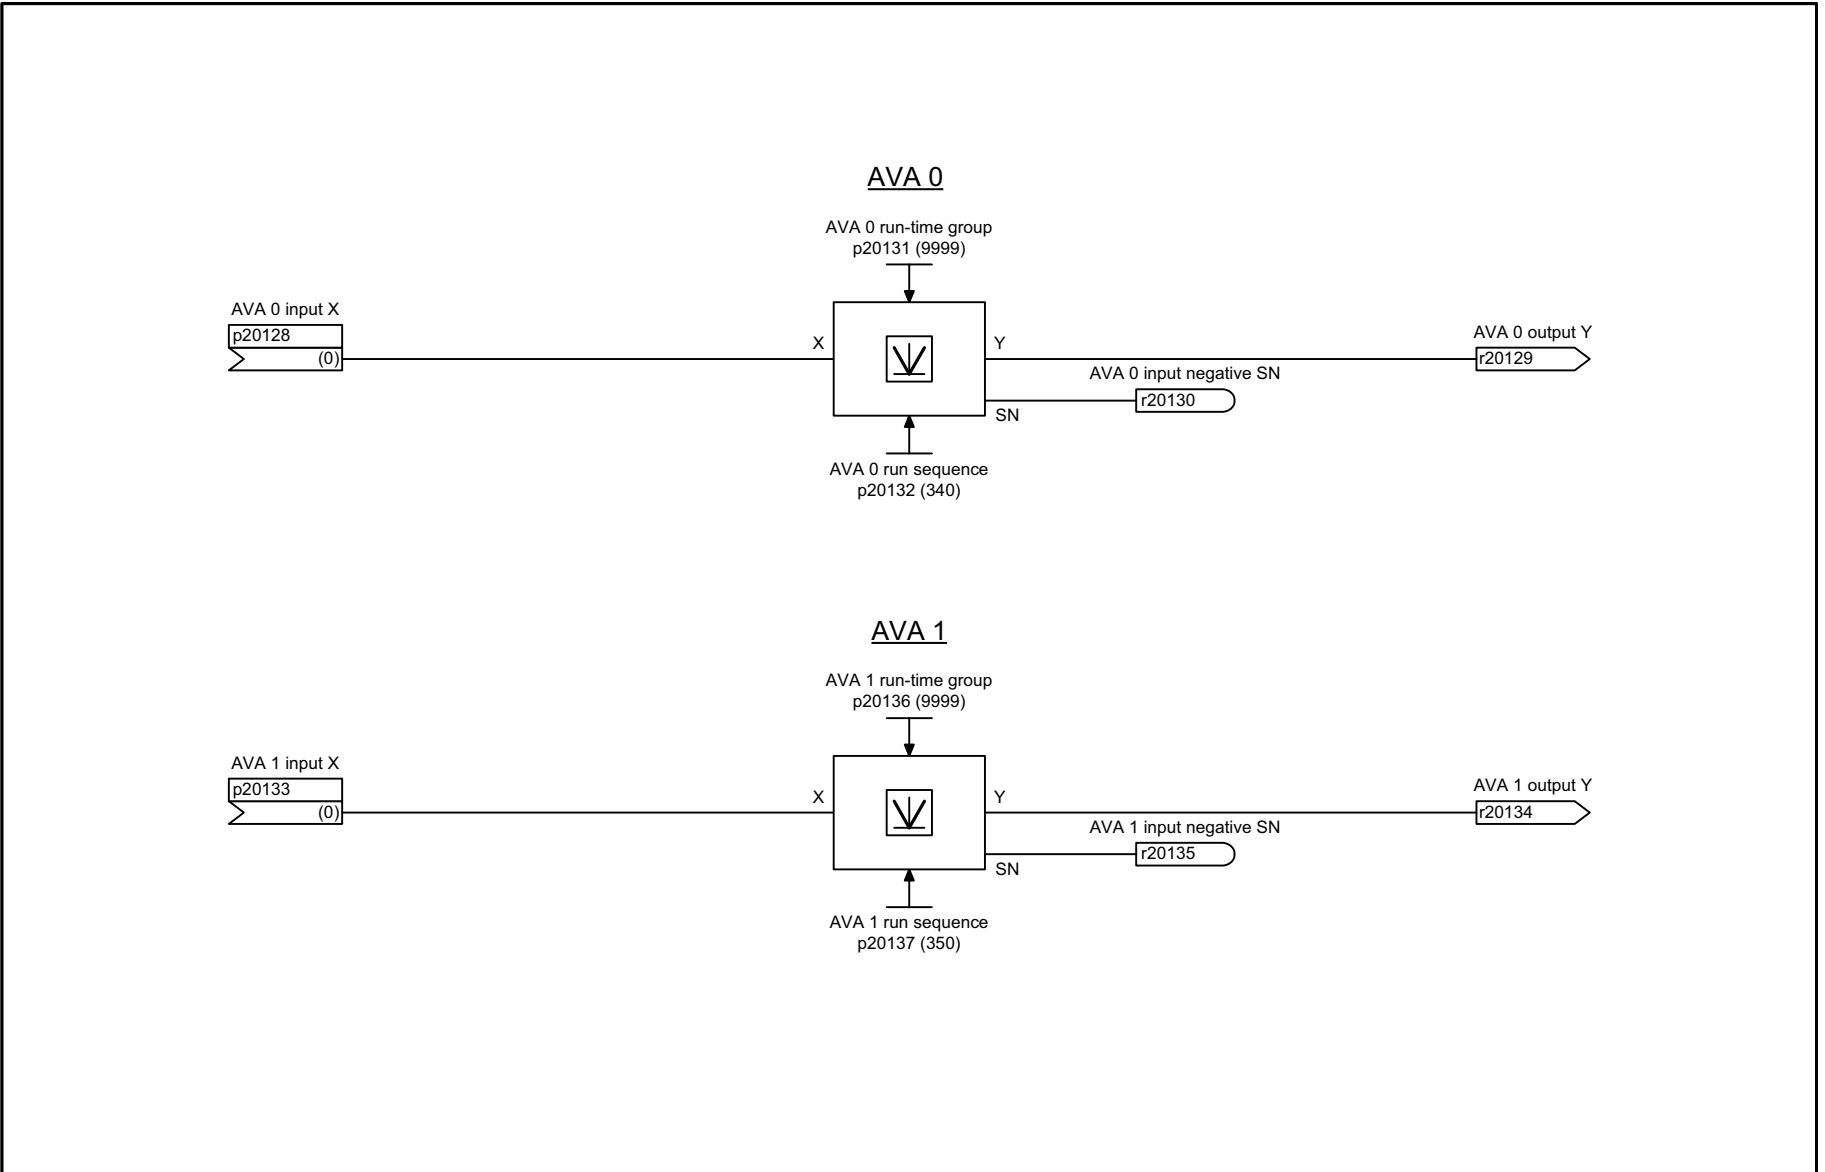 AVA 0
AVA 0 run-time group
p20131 (9999)
AVA 0 input X
p20128
(0)
X
Y
AVA 0 output Y
r20129
AVA 0 input negative SN
r20130
SN
AVA 0 run sequence
p20132 (340)
AVA 1
AVA 1 run-time group
p20136 (9999)
AVA 1 input X
p20133
(0)
X
Y
AVA 1 output Y
r20134
AVA 1 input negative SN
r20135
SN
AVA 1 run sequence
p20137 (350)